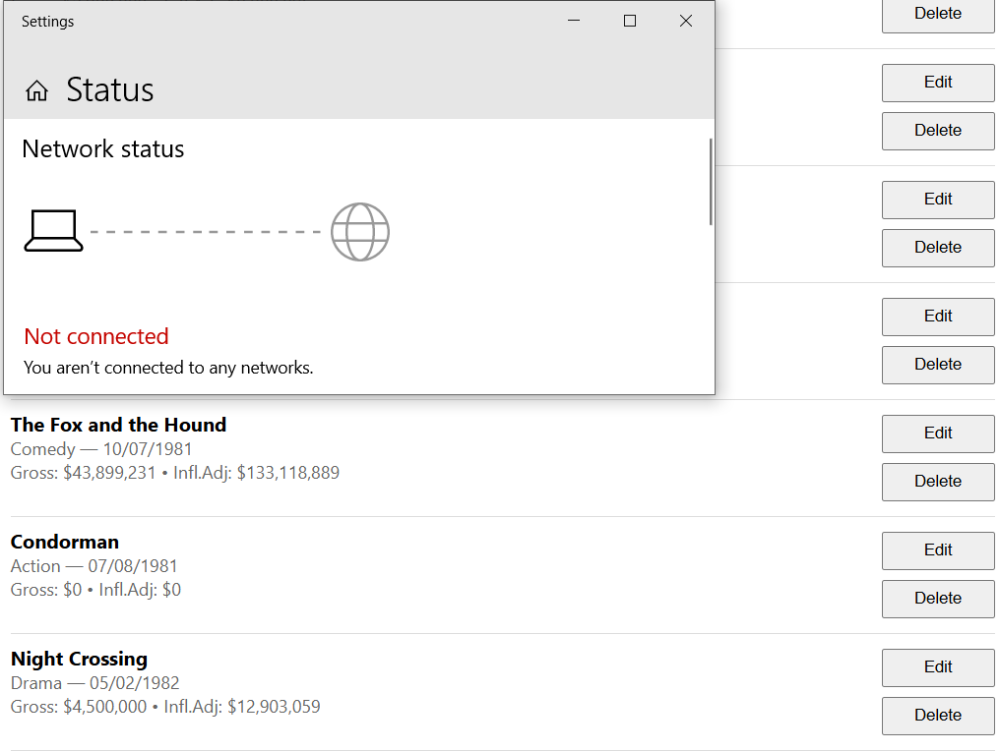 Settings
Status
Network status
Not connected
You aren't connected to any networks.
Delete
Edit
Delete
Edit
Delete
Edit
Delete
The Fox and the Hound
Comedy — 10/07/1981
Gross: $43,899,231 • Infl.Adj: $133,118,889
Edit
Delete
Condorman
Action — 07/08/1981
Gross: $0 • Infl.Adj: $0
Edit
Delete
Night Crossing
Drama — 05/02/1982
Gross: $4,500,000 • Infl.Adj: $12,903,059
Edit
Delete